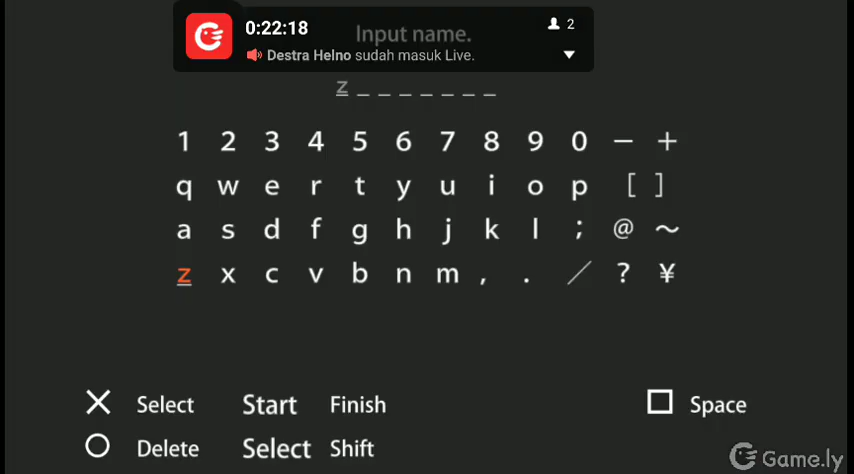 0:22:18
Input name.
2
Destra Helno sudah masuk Live.
z _ _ _ _ _ _ _
1 2 3 4 5 6 7 8 9 0 − +
q w e r t y u i o p [ ]
a s d f g h j k l ; @ ～
z x c v b n m , . ／ ? ¥
Select Start Finish Space
Delete Select Shift
Game.ly